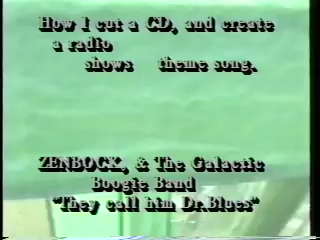 How I cut a CD, and create
a radio
shows theme song.
ZENBOCK, & The Galactic
Boogie Band
"They call him Dr.Blues"